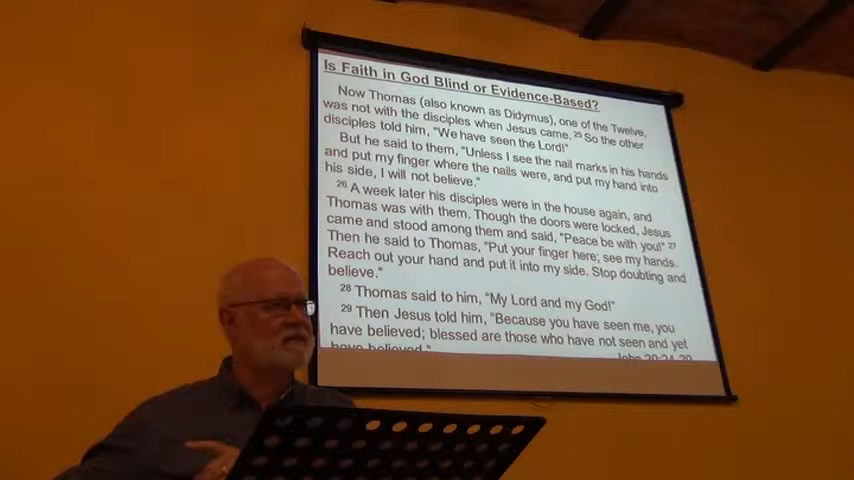 Is Faith in God Blind or Evidence-Based?
Now Thomas (also known as Didymus), one of the Twelve,
was not with the disciples when Jesus came. 25 So the other
disciples told him, "We have seen the Lord!"
But he said to them, "Unless I see the nail marks in his hands
and put my finger where the nails were, and put my hand into
his side, I will not believe."
26 A week later his disciples were in the house again, and
Thomas was with them. Though the doors were locked, Jesus
came and stood among them and said, "Peace be with you!" 27
Then he said to Thomas, "Put your finger here; see my hands.
Reach out your hand and put it into my side. Stop doubting and
believe."
28 Thomas said to him, "My Lord and my God!"
29 Then Jesus told him, "Because you have seen me, you
have believed; blessed are those who have not seen and yet
have believed."
John 20:24-29